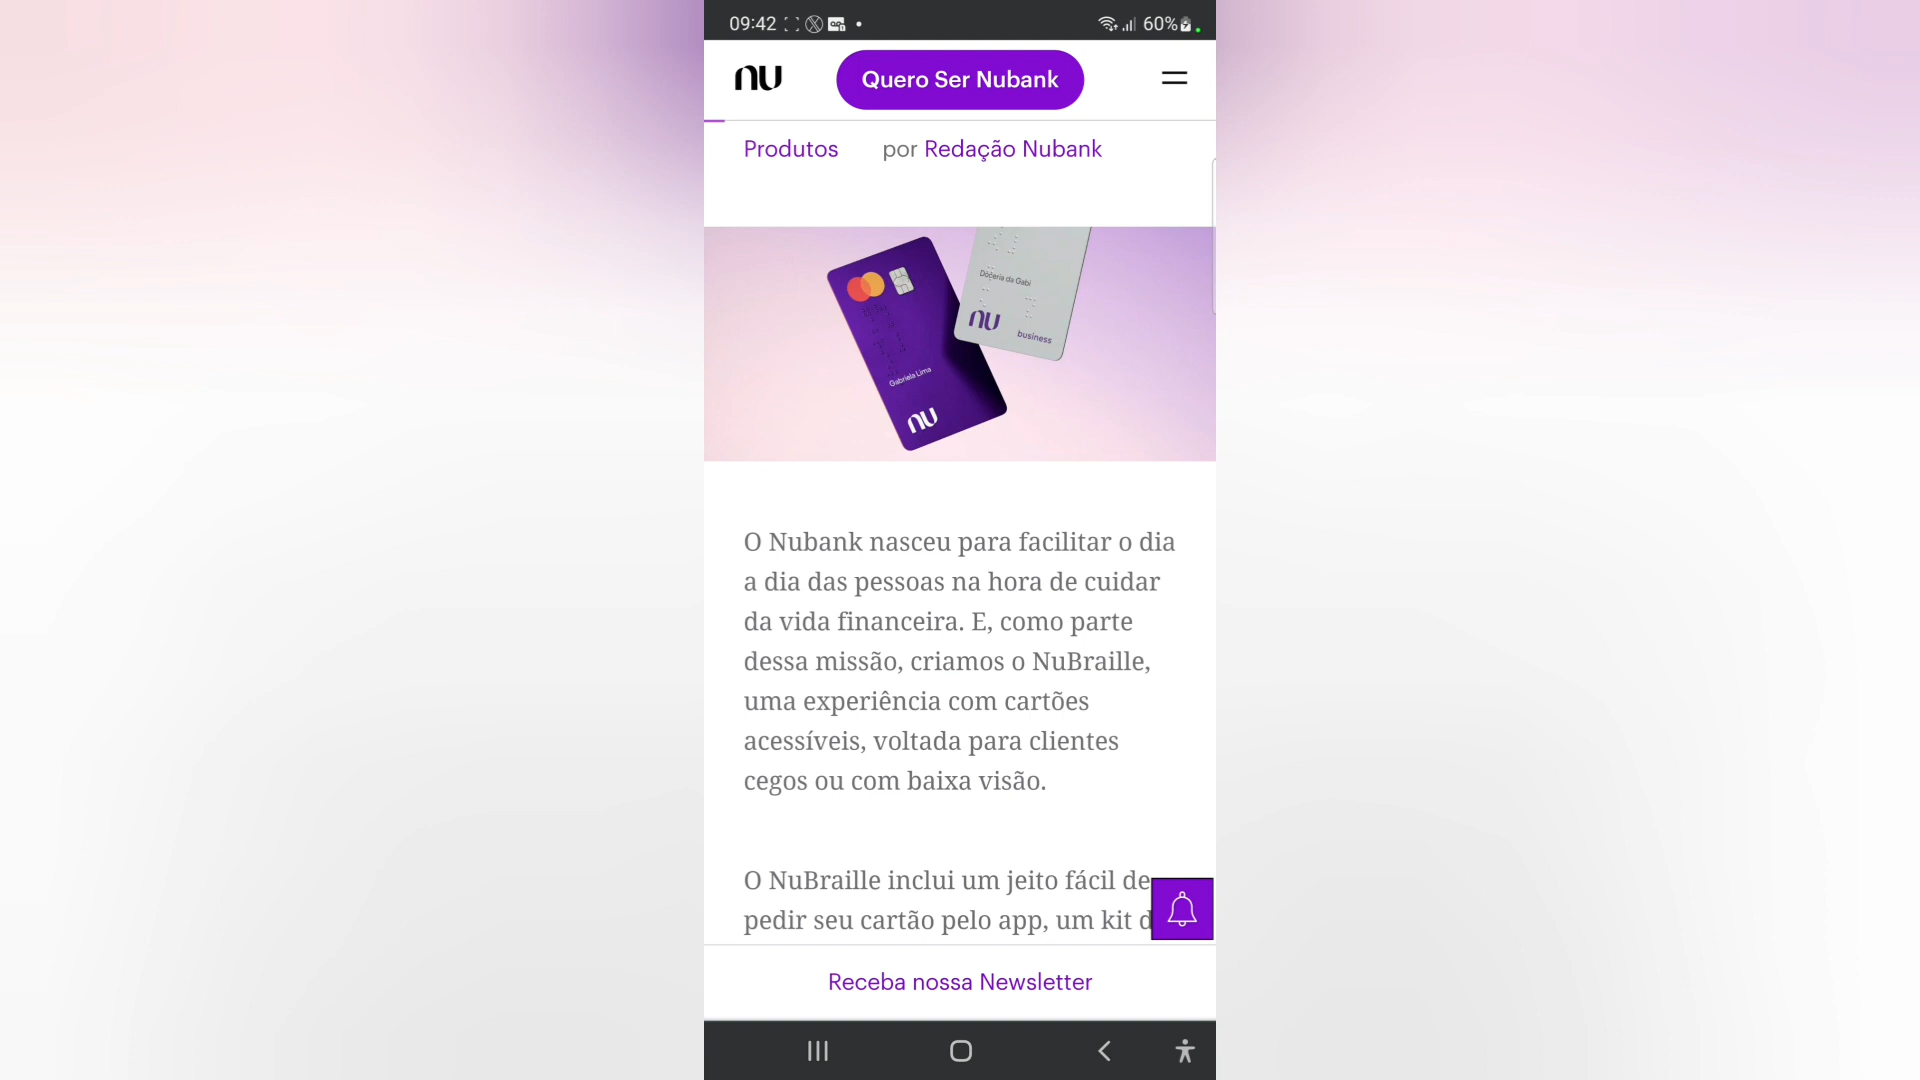 09:42
60%
nu
Quero Ser Nubank
Produtos
por Redação Nubank
Doceria da Gabi
nu
business
Gabriela Lima
nu
O Nubank nasceu para facilitar o dia
a dia das pessoas na hora de cuidar
da vida financeira. E, como parte
dessa missão, criamos o NuBraille,
uma experiência com cartões
acessíveis, voltada para clientes
cegos ou com baixa visão.
O NuBraille inclui um jeito fácil de
pedir seu cartão pelo app, um kit d
Receba nossa Newsletter